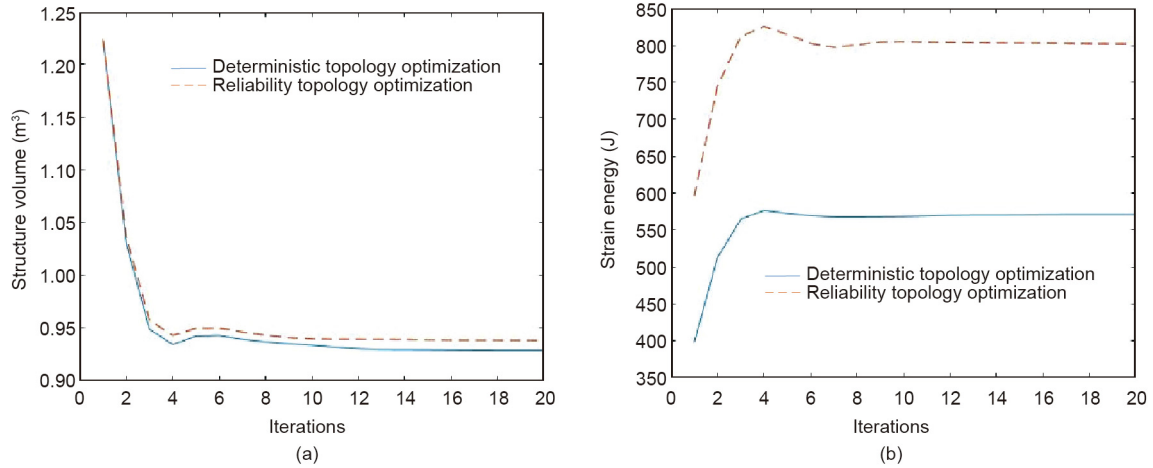 Structure volume (m³)
1.25
1.20
1.15
1.10
1.05
1.00
0.95
0.90
Deterministic topology optimization
Reliability topology optimization
0 2 4 6 8 10 12 14 16 18 20
Iterations
(a)
Strain energy (J)
850
800
750
700
650
600
550
500
450
400
350
Deterministic topology optimization
Reliability topology optimization
0 2 4 6 8 10 12 14 16 18 20
Iterations
(b)